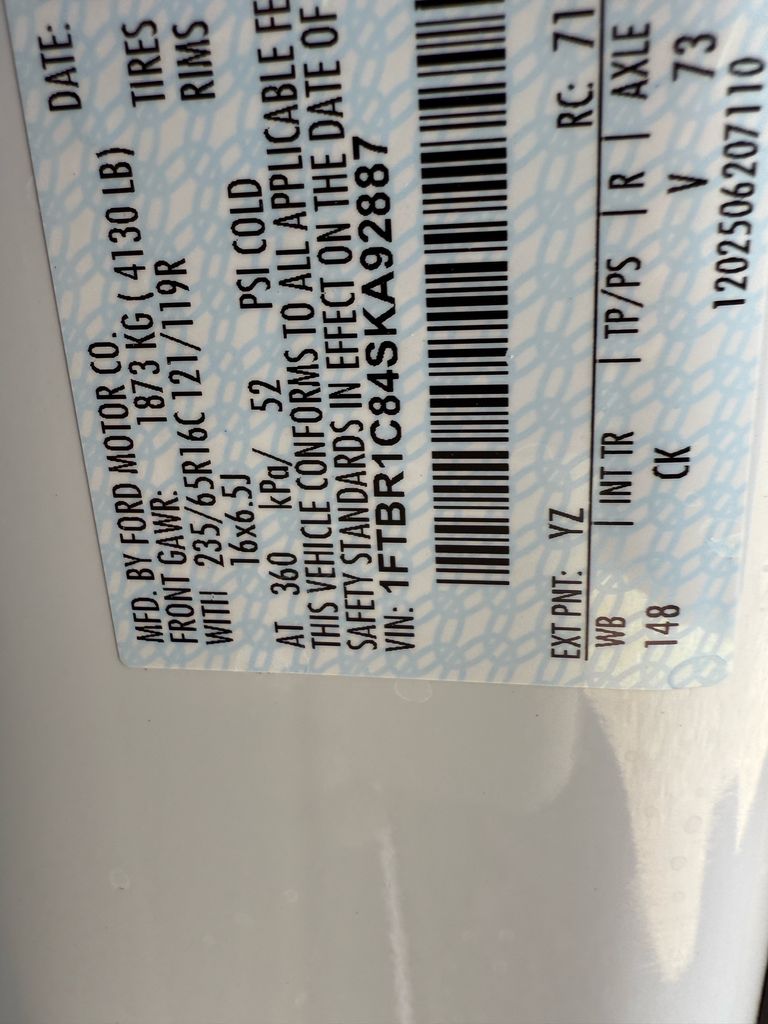 MFD. BY FORD MOTOR CO.
DATE:
FRONT GAWR: 1873 KG ( 4130 LB)
WITH 235/65R16C 121/119R TIRES
16x6.5J RIMS
AT 360 kPa/ 52 PSI COLD
THIS VEHICLE CONFORMS TO ALL APPLICABLE FE
SAFETY STANDARDS IN EFFECT ON THE DATE OF
VIN: 1FTBR1C84SKA92887
EXT PNT: YZ RC: 71
WB | INT TR | TP/PS | R | AXLE
148 CK V 73
1202506207110